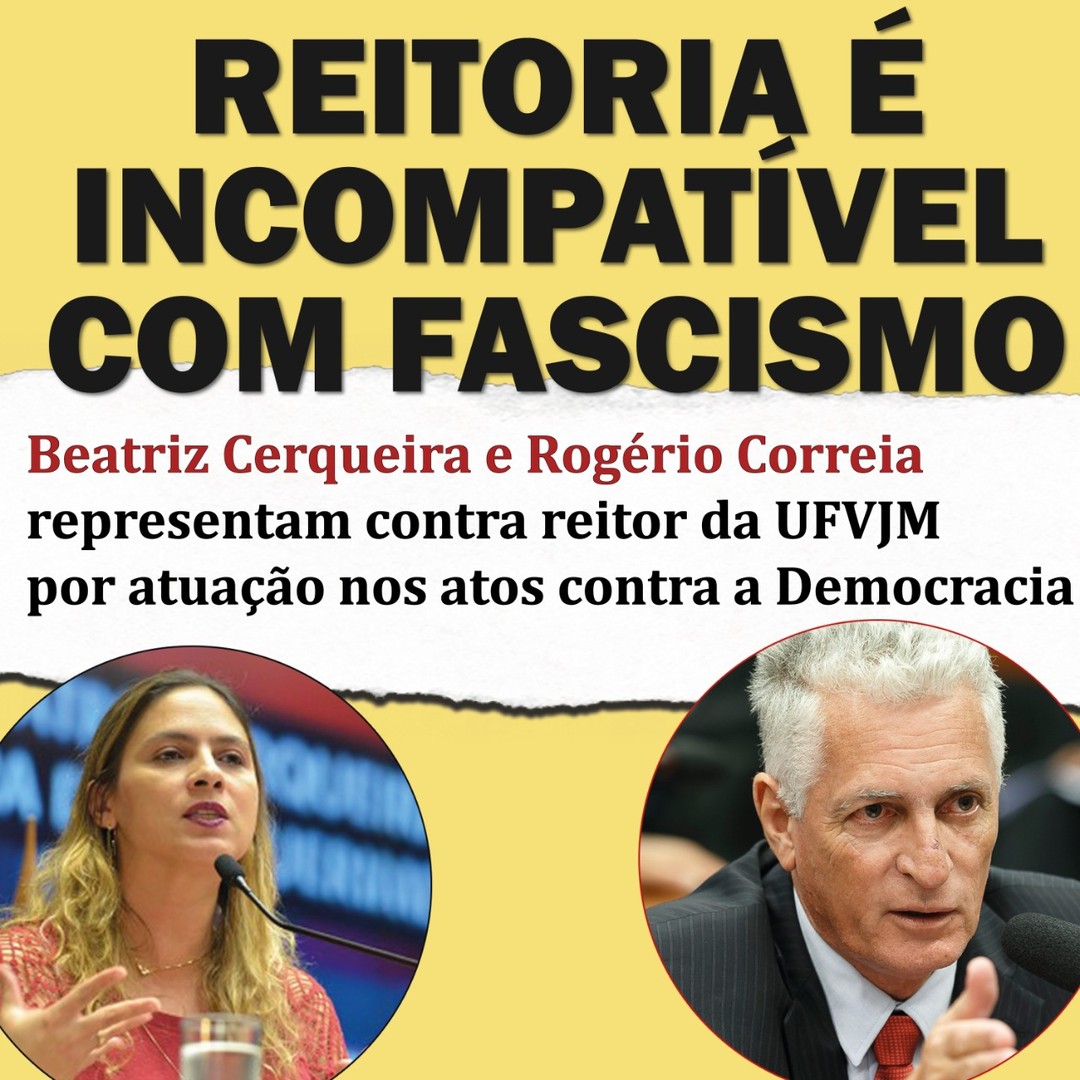 REITORIA É
INCOMPATÍVEL
COM FASCISMO
Beatriz Cerqueira e Rogério Correia
representam contra reitor da UFVJM
por atuação nos atos contra a Democracia